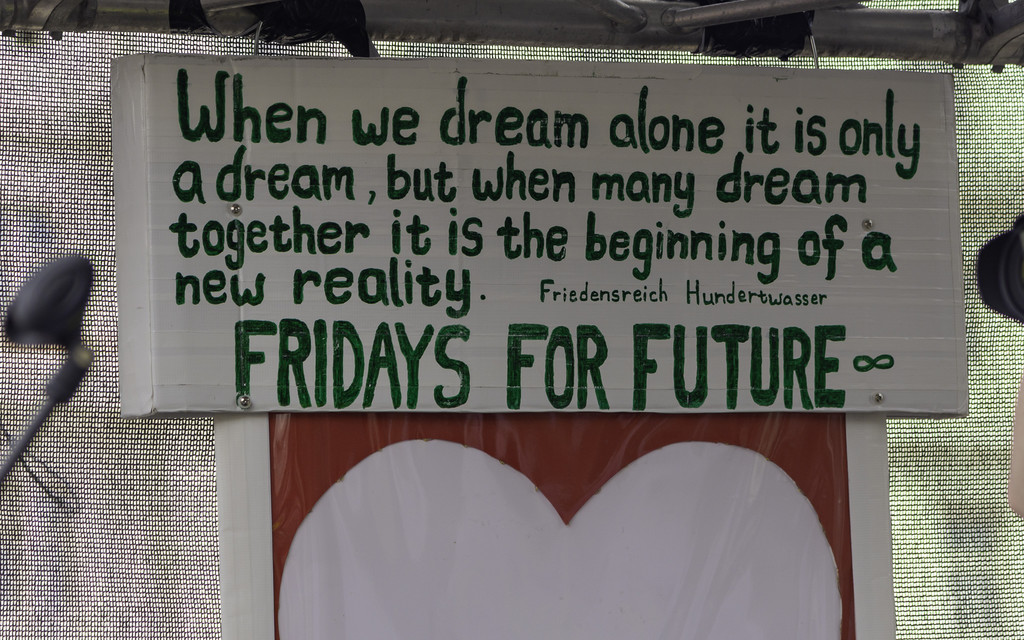 When we dream alone it is only
a dream, but when many dream
together it is the beginning of a
new reality. Friedensreich Hundertwasser
FRIDAYS FOR FUTURE ∞